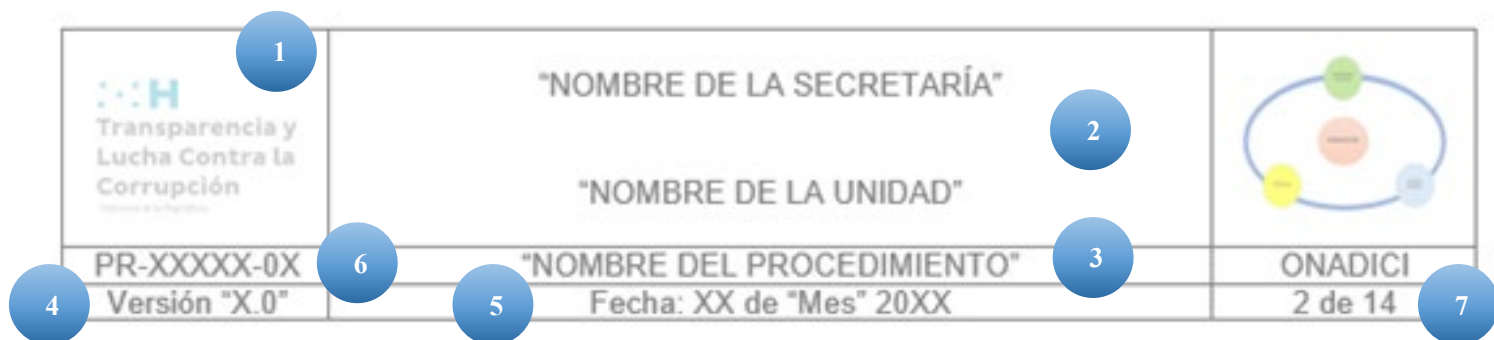 1
H
Transparencia y
Lucha Contra la
Corrupción
"NOMBRE DE LA SECRETARÍA"
2
"NOMBRE DE LA UNIDAD"
PR-XXXXX-0X
6
"NOMBRE DEL PROCEDIMIENTO"
3
ONADICI
4
Versión "X.0"
5
Fecha: XX de "Mes" 20XX
2 de 14
7